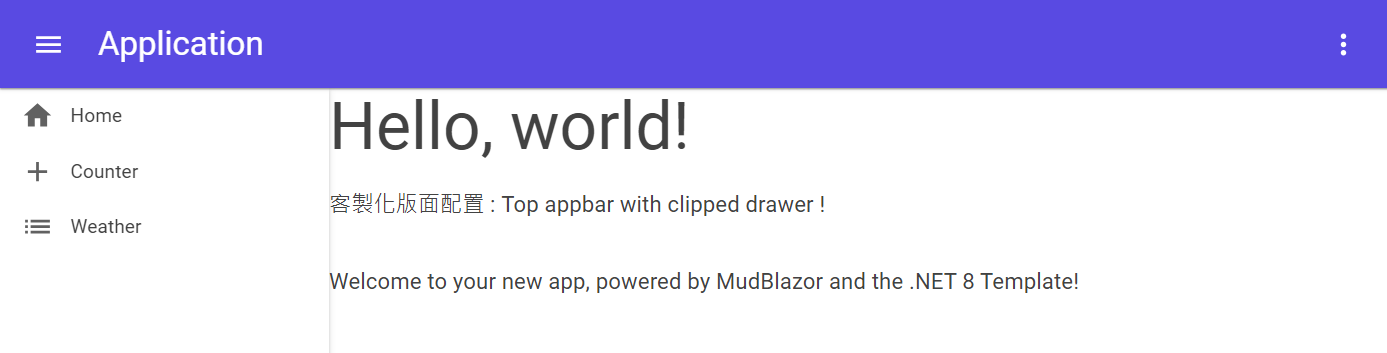 Application
Home
Counter
Weather
Hello, world!
客製化版面配置 : Top appbar with clipped drawer !
Welcome to your new app, powered by MudBlazor and the .NET 8 Template!